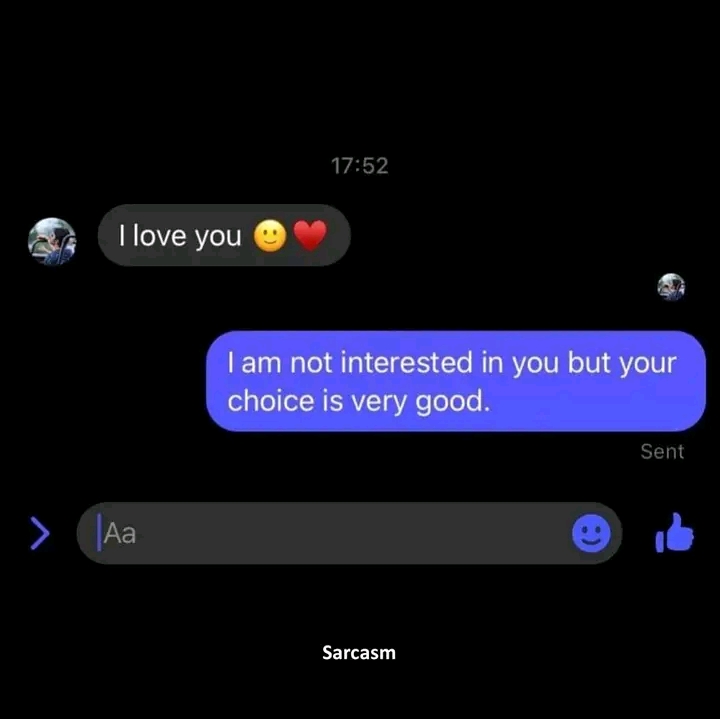 17:52
I love you 🙂❤️
I am not interested in you but your
choice is very good.
Sent
Aa
Sarcasm